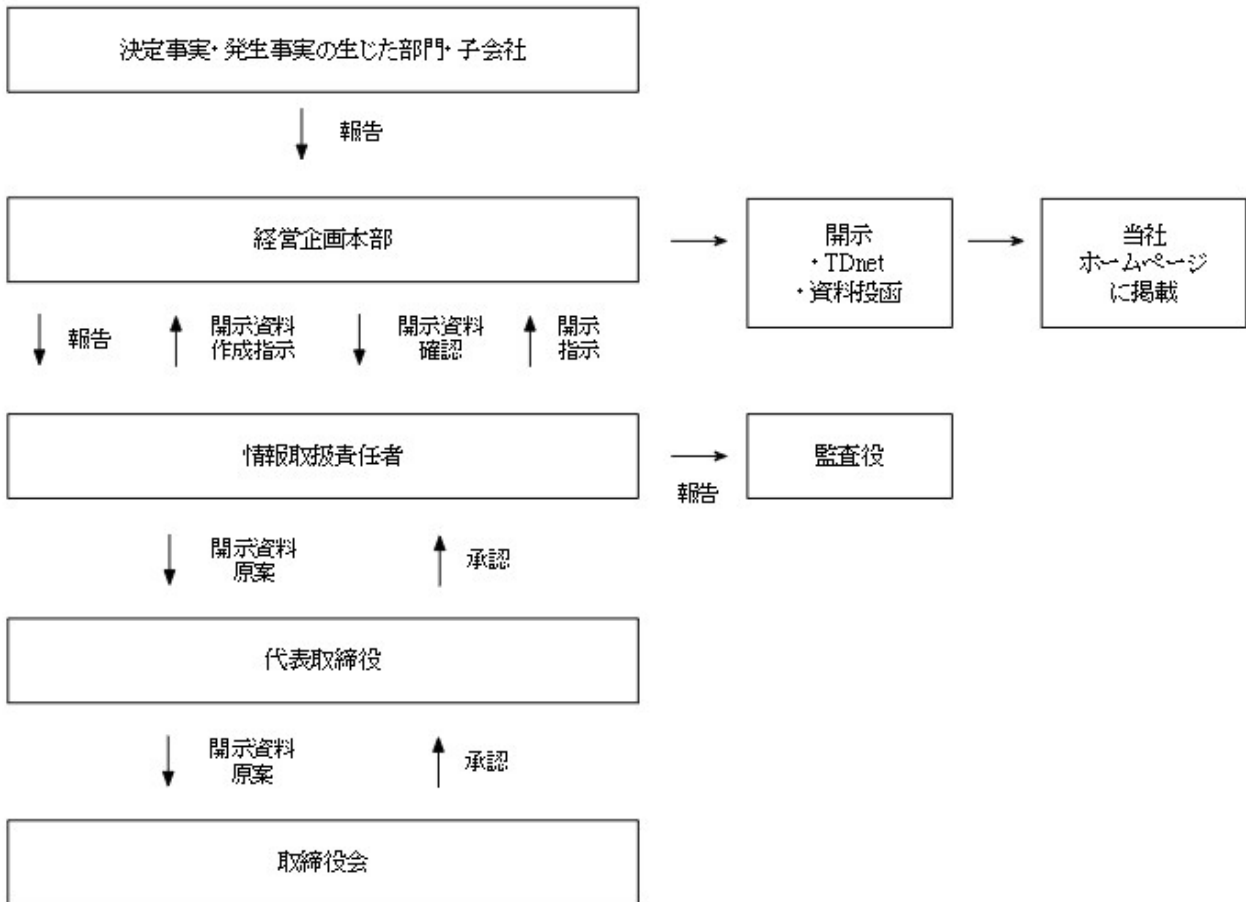 決定事実・発生事実の生じた部門・子会社
報告
経営企画本部
開示
・TDnet
・資料投函
当社
ホームページ
に掲載
報告
開示資料
作成指示
開示資料
確認
開示
指示
情報取扱責任者
報告
監査役
開示資料
原案
承認
代表取締役
開示資料
原案
承認
取締役会